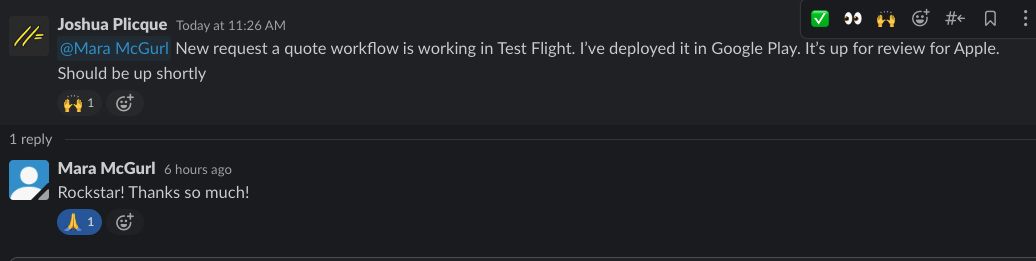 Joshua Plicque Today at 11:26 AM
@Mara McGurl New request a quote workflow is working in Test Flight. I’ve deployed it in Google Play. It’s up for review for Apple.
Should be up shortly
1
1 reply
Mara McGurl 6 hours ago
Rockstar! Thanks so much!
1